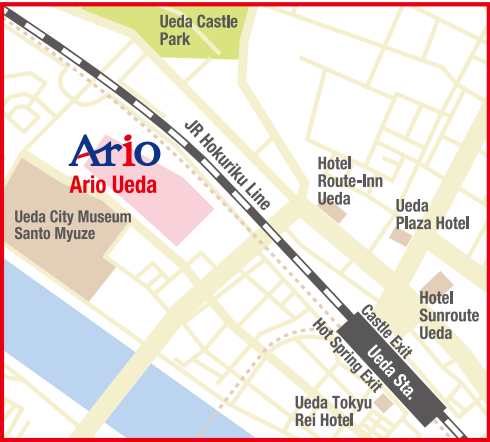 Ueda Castle
Park
JR Hokuriku Line
Ario
Ario Ueda
Hotel
Route-Inn
Ueda
Ueda
Plaza Hotel
Ueda City Museum
Santo Myuze
Hotel
Sunroute
Ueda
Castle Exit
Ueda Sta.
Hot Spring Exit
Ueda Tokyu
Rei Hotel